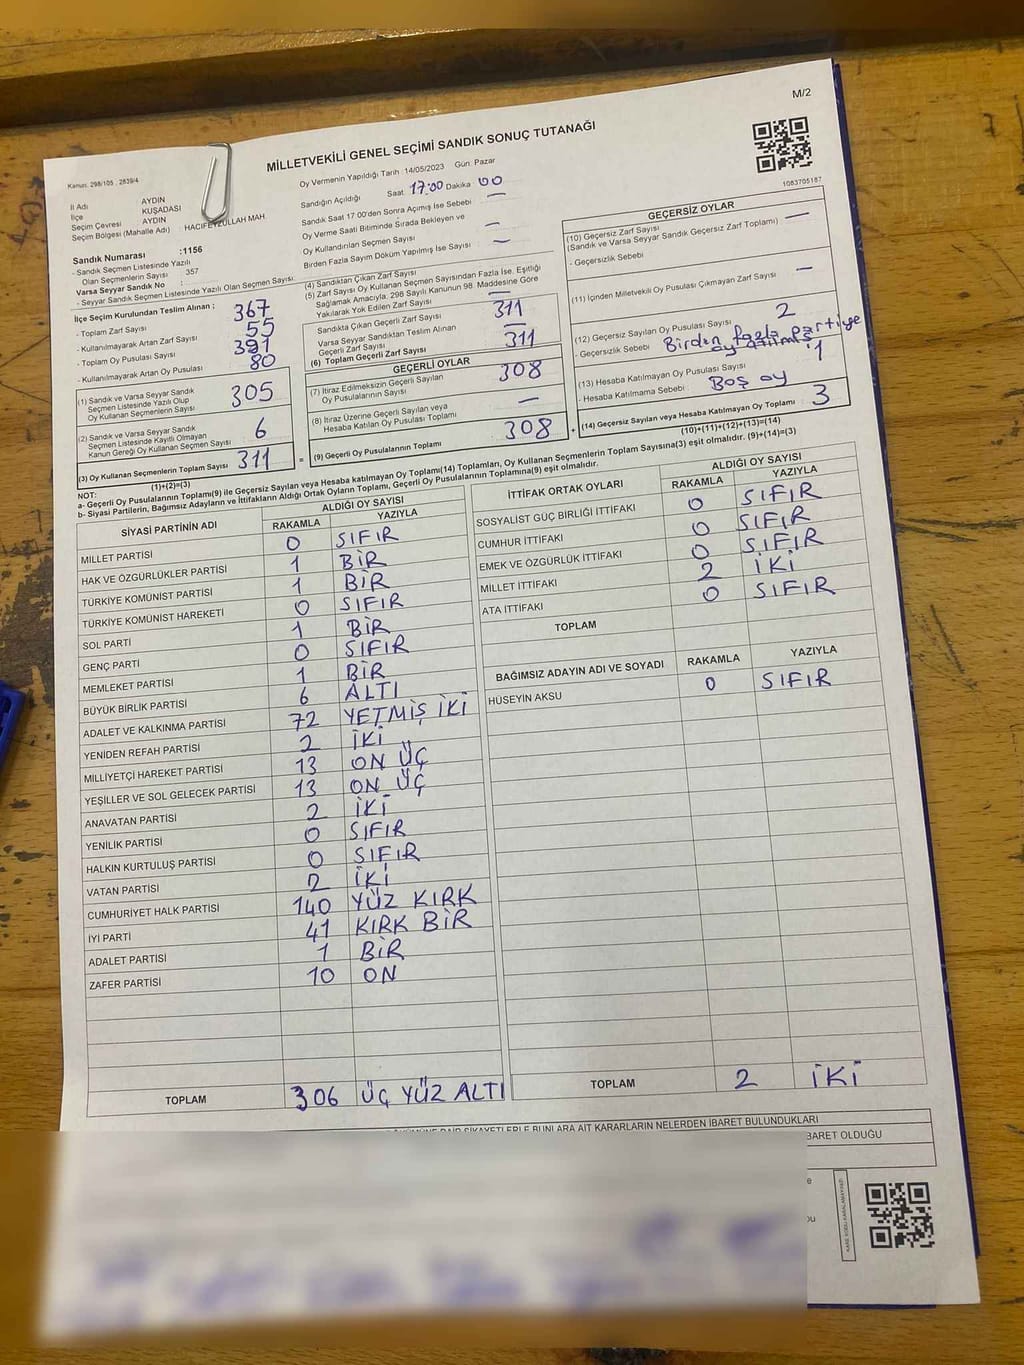 M/2
MİLLETVEKİLİ GENEL SEÇİMİ SANDIK SONUÇ TUTANAĞI
Kanun: 298/105 , 2839/4
Oy Vermenin Yapıldığı Tarih : 14/05/2023 Gün: Pazar
1083705187
İl Adı AYDIN
İlçe KUŞADASI
Seçim Çevresi AYDIN
Seçim Bölgesi (Mahalle Adı) : HACIFEYZULLAH MAH.
Sandık Numarası :1156
- Sandık Seçmen Listesinde Yazılı
Olan Seçmenlerin Sayısı : 357
Varsa Seyyar Sandık No :
- Seyyar Sandık Seçmen Listesinde Yazılı Olan Seçmen Sayısı:
İlçe Seçim Kurulundan Teslim Alınan ;
- Toplam Zarf Sayısı 367
- Kullanılmayarak Artan Zarf Sayısı 55
- Toplam Oy Pusulası Sayısı 391
- Kullanılmayarak Artan Oy Pusulası 80
(1) Sandık ve Varsa Seyyar Sandık
Seçmen Listesinde Yazılı Olup
Oy Kullanan Seçmenlerin Sayısı 305
(2) Sandık ve Varsa Seyyar Sandık
Seçmen Listesinde Kayıtlı Olmayan
Kanun Gereği Oy Kullanan Seçmen Sayısı 6
(3) Oy Kullanan Seçmenlerin Toplam Sayısı 311
(1)+(2)=(3)
Sandığın Açıldığı Saat 17:00 Dakika 00
Sandık Saat 17 00'den Sonra Açımış İse Sebebi —
Oy Verme Saati Bitiminde Sırada Bekleyen ve
Oy Kullandırılan Seçmen Sayısı —
Birden Fazla Sayım Döküm Yapılmış İse Sayısı —
(4) Sandıktan Çıkan Zarf Sayısı
(5) Zarf Sayısı Oy Kullanan Seçmen Sayısından Fazla İse, Eşitliği
Sağlamak Amacıyla, 298 Sayılı Kanunun 98. Maddesine Göre
Yakılarak Yok Edilen Zarf Sayısı —
Sandıkta Çıkan Geçerli Zarf Sayısı 311
Varsa Seyyar Sandıktan Teslim Alınan
Geçerli Zarf Sayısı —
(6) Toplam Geçerli Zarf Sayısı 311
GEÇERLİ OYLAR
(7) İtiraz Edilmeksizin Geçerli Sayılan
Oy Pusulalarının Sayısı 308
(8) İtiraz Üzerine Geçerli Sayılan veya
Hesaba Katılan Oy Pusulası Toplamı —
(9) Geçerli Oy Pusulalarının Toplamı 308
GEÇERSİZ OYLAR
(10) Geçersiz Zarf Sayısı
(Sandık ve Varsa Seyyar Sandık Geçersiz Zarf Toplamı) —
- Geçersizlik Sebebi
(11) İçinden Milletvekili Oy Pusulası Çıkmayan Zarf Sayısı —
(12) Geçersiz Sayılan Oy Pusulası Sayısı 2
- Geçersizlik Sebebi Birden fazla partiye
oy atılmış
(13) Hesaba Katılmayan Oy Pusulası Sayısı 1
- Hesaba Katılmama Sebebi : Boş oy
(14) Geçersiz Sayılan veya Hesaba Katılmayan Oy Toplamı 3
(10)+(11)+(12)+(13)=(14)
NOT:
a- Geçerli Oy Pusulalarının Toplamı(9) ile Geçersiz Sayılan veya Hesaba katılmayan Oy Toplamı(14) Toplamları, Oy Kullanan Seçmenlerin Toplam Sayısına(3) eşit olmalıdır. (9)+(14)=(3)
b- Siyasi Partilerin, Bağımsız Adayların ve İttifakların Aldığı Ortak Oyların Toplamı, Geçerli Oy Pusulalarının Toplamına(9) eşit olmalıdır.
SİYASİ PARTİNİN ADI ALDIĞI OY SAYISI
RAKAMLA YAZIYLA
MİLLET PARTİSİ 0 SIFIR
HAK VE ÖZGÜRLÜKLER PARTİSİ 1 BİR
TÜRKİYE KOMÜNİST PARTİSİ 1 BİR
TÜRKİYE KOMÜNİST HAREKETİ 0 SIFIR
SOL PARTİ 1 BİR
GENÇ PARTİ 0 SIFIR
MEMLEKET PARTİSİ 1 BİR
BÜYÜK BİRLİK PARTİSİ 6 ALTI
ADALET VE KALKINMA PARTİSİ 72 YETMİŞ İKİ
YENİDEN REFAH PARTİSİ 2 İKİ
MİLLİYETÇİ HAREKET PARTİSİ 13 ON ÜÇ
YEŞİLLER VE SOL GELECEK PARTİSİ 13 ON ÜÇ
ANAVATAN PARTİSİ 2 İKİ
YENİLİK PARTİSİ 0 SIFIR
HALKIN KURTULUŞ PARTİSİ 0 SIFIR
VATAN PARTİSİ 2 İKİ
CUMHURİYET HALK PARTİSİ 140 YÜZ KIRK
İYİ PARTİ 41 KIRK BİR
ADALET PARTİSİ 1 BİR
ZAFER PARTİSİ 10 ON
TOPLAM 306 ÜÇ YÜZ ALTI
İTTİFAK ORTAK OYLARI ALDIĞI OY SAYISI
RAKAMLA YAZIYLA
SOSYALİST GÜÇ BİRLİĞİ İTTİFAKI 0 SIFIR
CUMHUR İTTİFAKI 0 SIFIR
EMEK VE ÖZGÜRLÜK İTTİFAKI 0 SIFIR
MİLLET İTTİFAKI 2 İKİ
ATA İTTİFAKI 0 SIFIR
TOPLAM
BAĞIMSIZ ADAYIN ADI VE SOYADI RAKAMLA YAZIYLA
HÜSEYİN AKSU 0 SIFIR
TOPLAM 2 İKİ
ŞİKAYETLERLE BUNLARA AİT KARARLARIN NELERDEN İBARET BULUNDUKLARI
BARET OLDUĞU